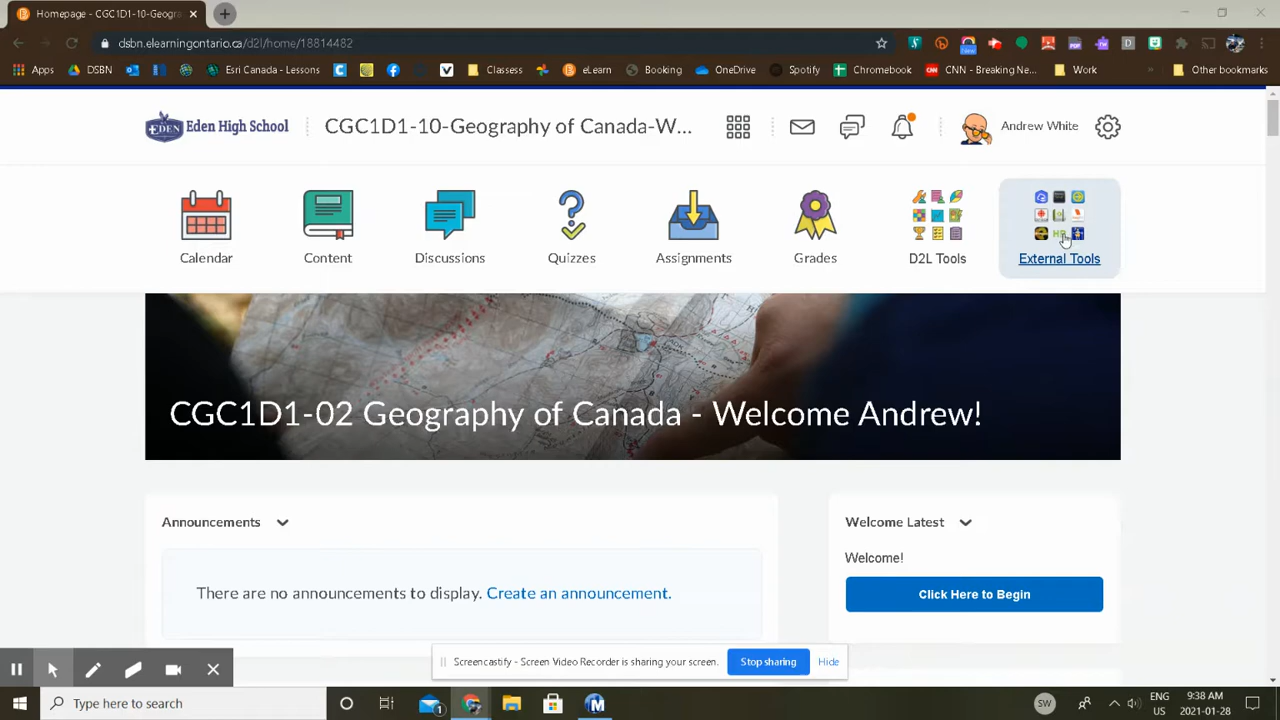 Homepage - CGC1D1-10-Geogra
dsbn.elearningontario.ca/d2l/home/18814482
Apps DSBN Esri Canada - Lessons Classess eLearn Booking OneDrive Spotify Chromebook CNN - Breaking Ne... Work » Other bookmarks
EDEN Eden High School CGC1D1-10-Geography of Canada-W... Andrew White
Calendar Content Discussions Quizzes Assignments Grades D2L Tools External Tools
CGC1D1-02 Geography of Canada - Welcome Andrew!
Announcements
There are no announcements to display. Create an announcement.
Welcome Latest
Welcome!
Click Here to Begin
Screencastify - Screen Video Recorder is sharing your screen. Stop sharing Hide
Type here to search
1
SW
ENG
US
9:38 AM
2021-01-28